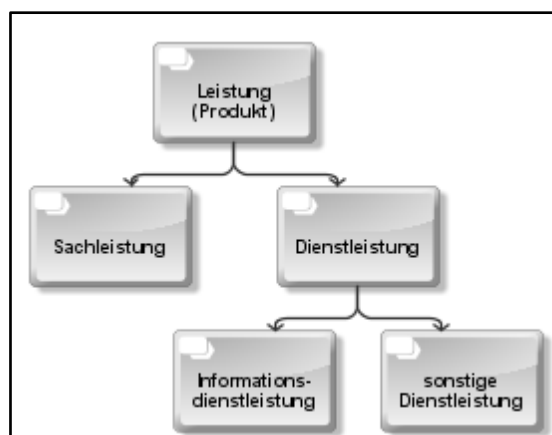 Leistung
(Produkt)
Sachleistung
Dienstleistung
Informations-
dienstleistung
sonstige
Dienstleistung